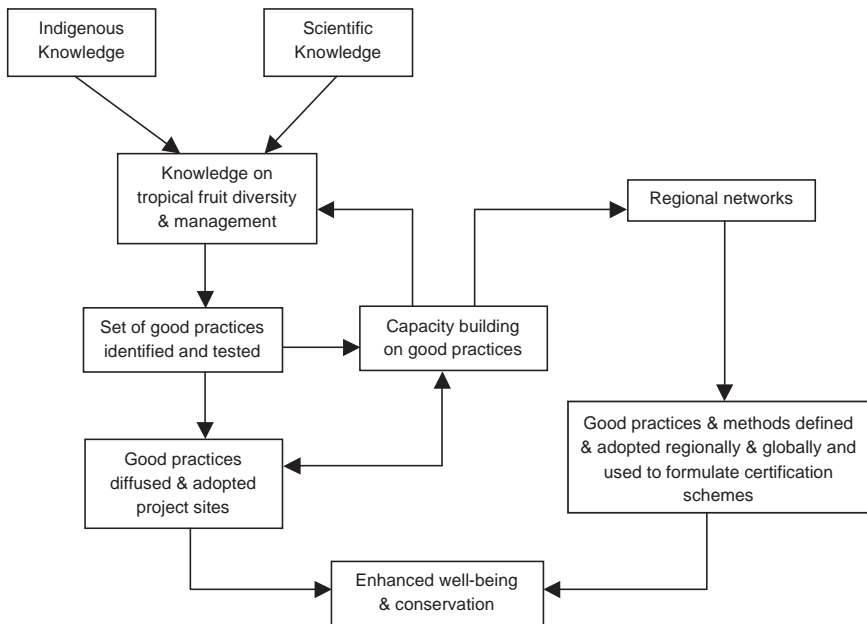 Indigenous
Knowledge
Scientific
Knowledge
Knowledge on
tropical fruit diversity
& management
Regional networks
Set of good practices
identified and tested
Capacity building
on good practices
Good practices & methods defined
& adopted regionally & globally and
used to formulate certification
schemes
Good practices
diffused & adopted
project sites
Enhanced well-being
& conservation